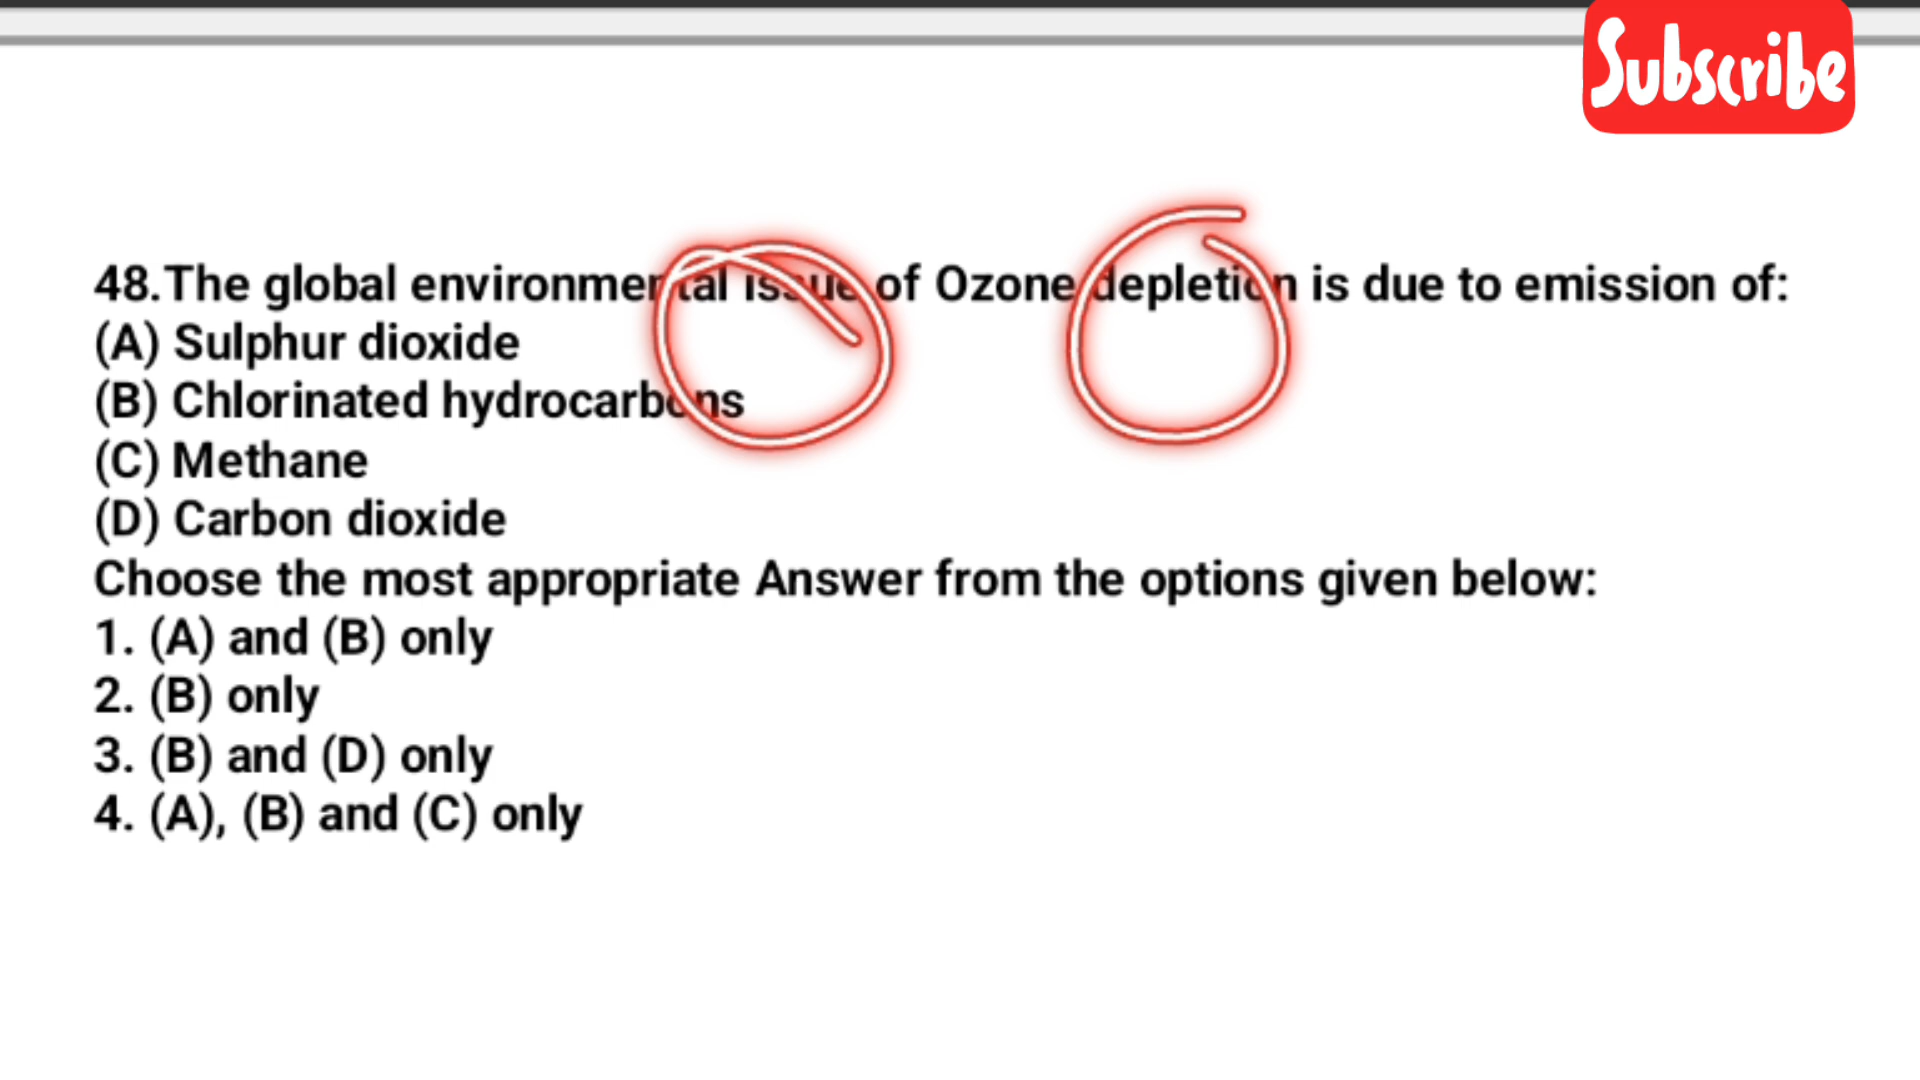 Subscribe
48.The global environmental issue of Ozone depletion is due to emission of:
(A) Sulphur dioxide
(B) Chlorinated hydrocarbons
(C) Methane
(D) Carbon dioxide
Choose the most appropriate Answer from the options given below:
1. (A) and (B) only
2. (B) only
3. (B) and (D) only
4. (A), (B) and (C) only